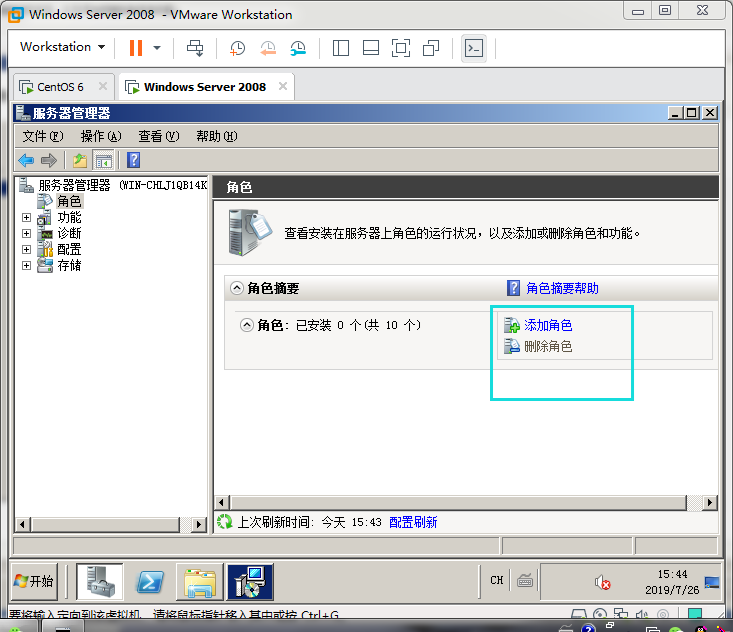 Windows Server 2008 - VMware Workstation
Workstation
CentOS 6
Windows Server 2008
服务器管理器
文件(F) 操作(A) 查看(V) 帮助(H)
服务器管理器 (WIN-CHLJ1QB14K
角色
功能
诊断
配置
存储
角色
查看安装在服务器上角色的运行状况，以及添加或删除角色和功能。
角色摘要
角色摘要帮助
角色: 已安装 0 个(共 10 个)
添加角色
删除角色
上次刷新时间: 今天 15:43 配置刷新
开始
CH
15:44
2019/7/26
要将输入定向到该虚拟机，请将鼠标指针移入其中或按 Ctrl+G